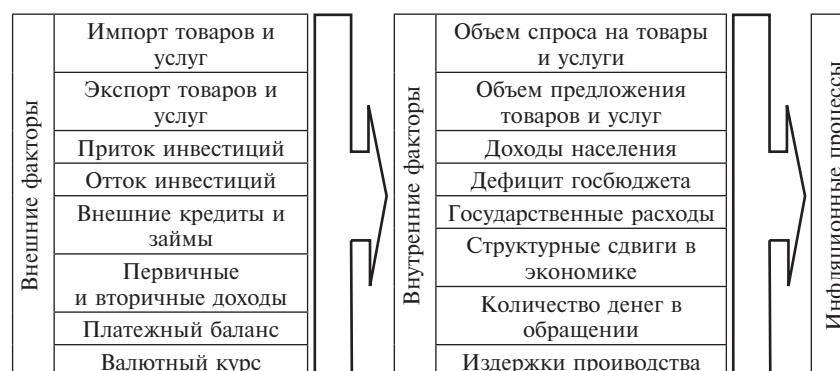 Внешние факторы
Импорт товаров и
услуг
Экспорт товаров и
услуг
Приток инвестиций
Отток инвестиций
Внешние кредиты и
займы
Первичные
и вторичные доходы
Платежный баланс
Валютный курс
Внутренние факторы
Объем спроса на товары
и услуги
Объем предложения
товаров и услуг
Доходы населения
Дефицит госбюджета
Государственные расходы
Структурные сдвиги в
экономике
Количество денег в
обращении
Издержки проиводства
Инфляционные процессы